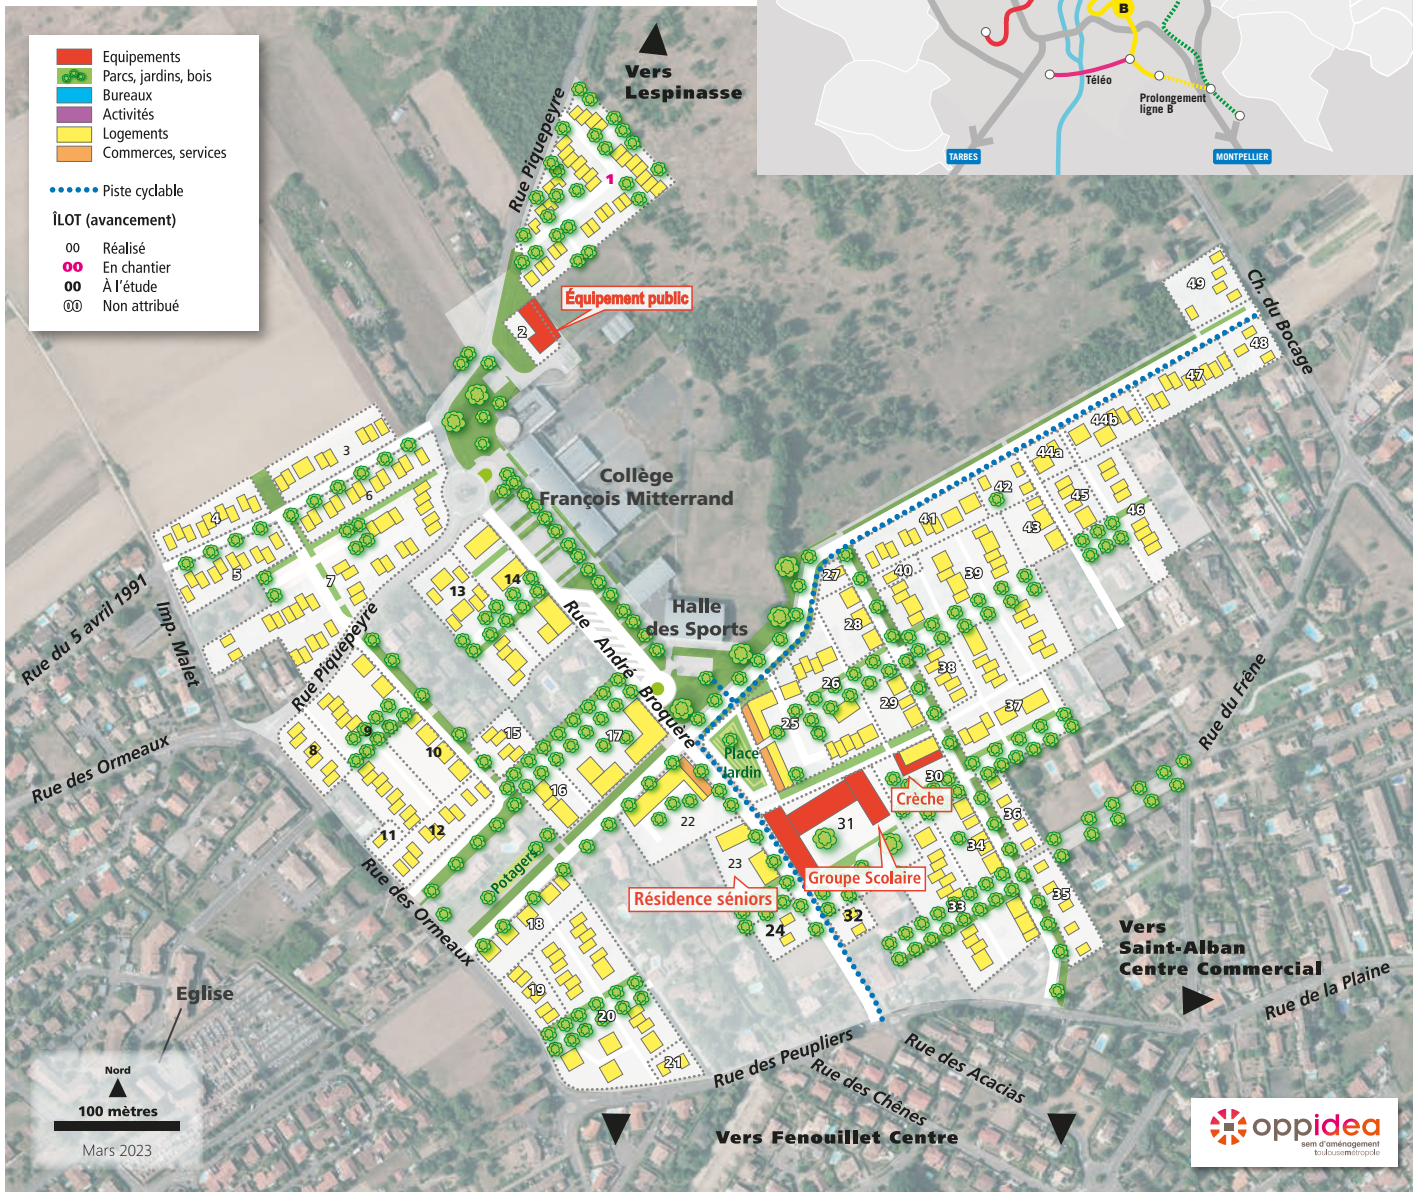 B
Téléo
Prolongement
ligne B
TARBES
MONTPELLIER
Equipements
Parcs, jardins, bois
Bureaux
Activités
Logements
Commerces, services
Piste cyclable
ÎLOT (avancement)
00 Réalisé
00 En chantier
00 À l'étude
00 Non attribué
Vers
Lespinasse
Rue Piquepeyre
1
Équipement public
2
49
Ch. du Bocage
48
47
44b
44a
3
6
4
5
7
Collège
François Mitterrand
42
45
46
41
43
Rue du 5 avril 1991
Imp. Malet
Rue Piquepeyre
13
14
Rue André Broquère
Halle
des Sports
27
40
39
28
38
26
29
37
25
Rue du Frêne
Rue des Ormeaux
8
9
10
15
17
16
11
12
Place
Jardin
30
Crèche
22
31
36
34
23
Groupe Scolaire
Résidence séniors
Potagers
Rue des Ormeaux
18
24
32
33
35
19
20
21
Vers
Saint-Alban
Centre Commercial
Rue de la Plaine
Eglise
Rue des Peupliers
Rue des Acacias
Rue des Chênes
Vers Fenouillet Centre
Nord
100 mètres
Mars 2023
oppidea
sem d'aménagement
toulousemétropole